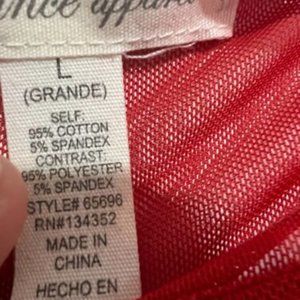 L
(GRANDE)
SELF:
95% COTTON
5% SPANDEX
CONTRAST:
95% POLYESTER
5% SPANDEX
STYLE# 65696
RN#134352
MADE IN
CHINA
HECHO EN